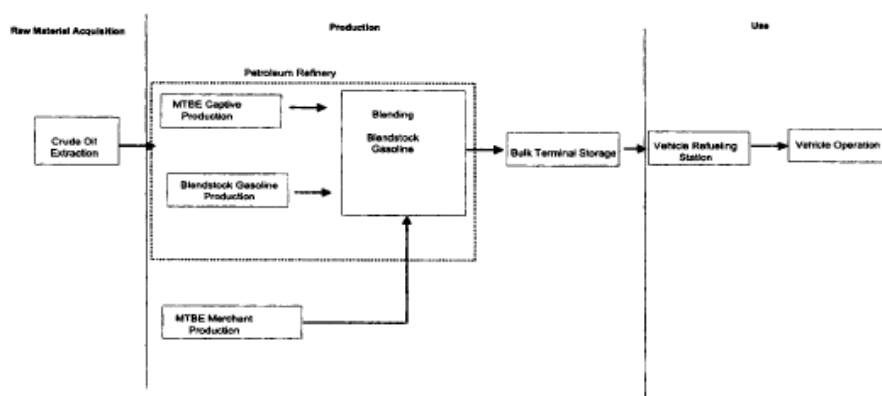 Raw Material Acquisition
Production
Use
Petroleum Refinery
MTBE Captive
Production
Blending
Blendstock
Gasoline
Crude Oil
Extraction
Bulk Terminal Storage
Vehicle Refueling
Station
Vehicle Operation
Blendstock Gasoline
Production
MTBE Merchant
Production